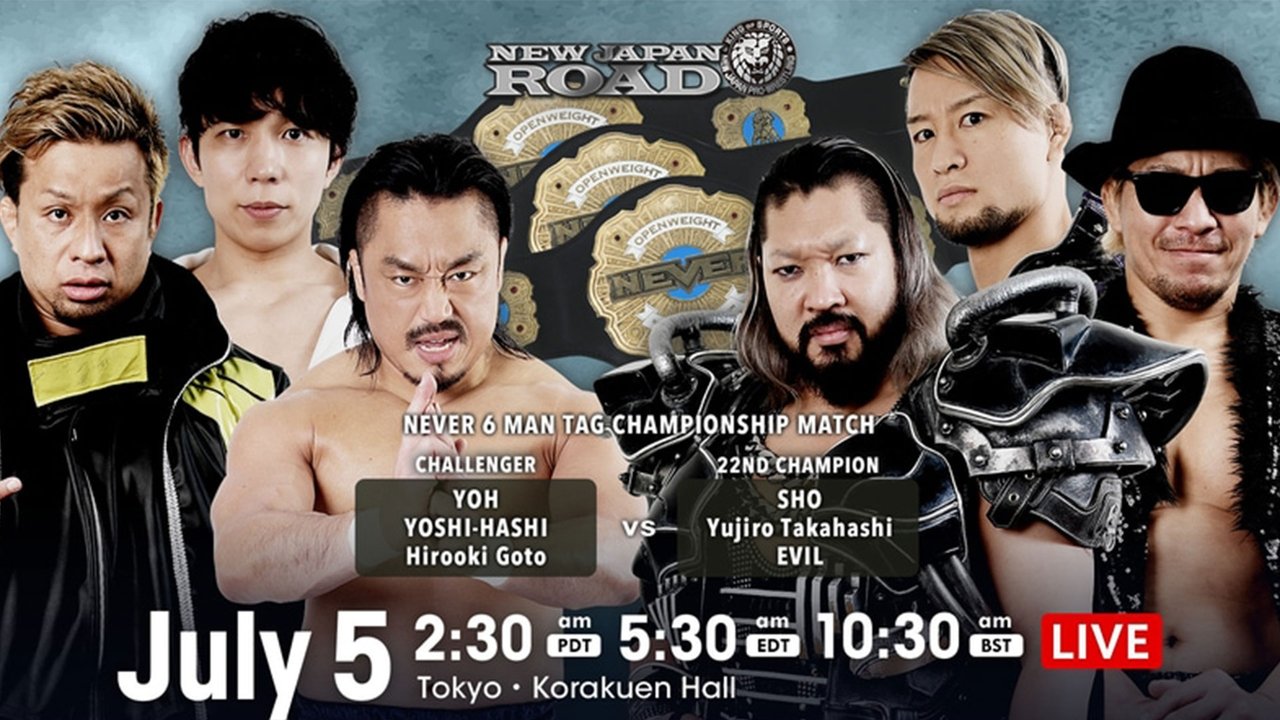 NEW JAPAN
ROAD
KING OF SPORTS
NEW JAPAN PRO-WRESTLING
OPENWEIGHT
OPENWEIGHT
OPENWEIGHT
NEVER
NEVER 6 MAN TAG CHAMPIONSHIP MATCH
CHALLENGER
22ND CHAMPION
YOH
YOSHI-HASHI
Hirooki Goto
vs
SHO
Yujiro Takahashi
EVIL
July 5
2:30 am PDT 5:30 am EDT 10:30 am BST LIVE
Tokyo・Korakuen Hall